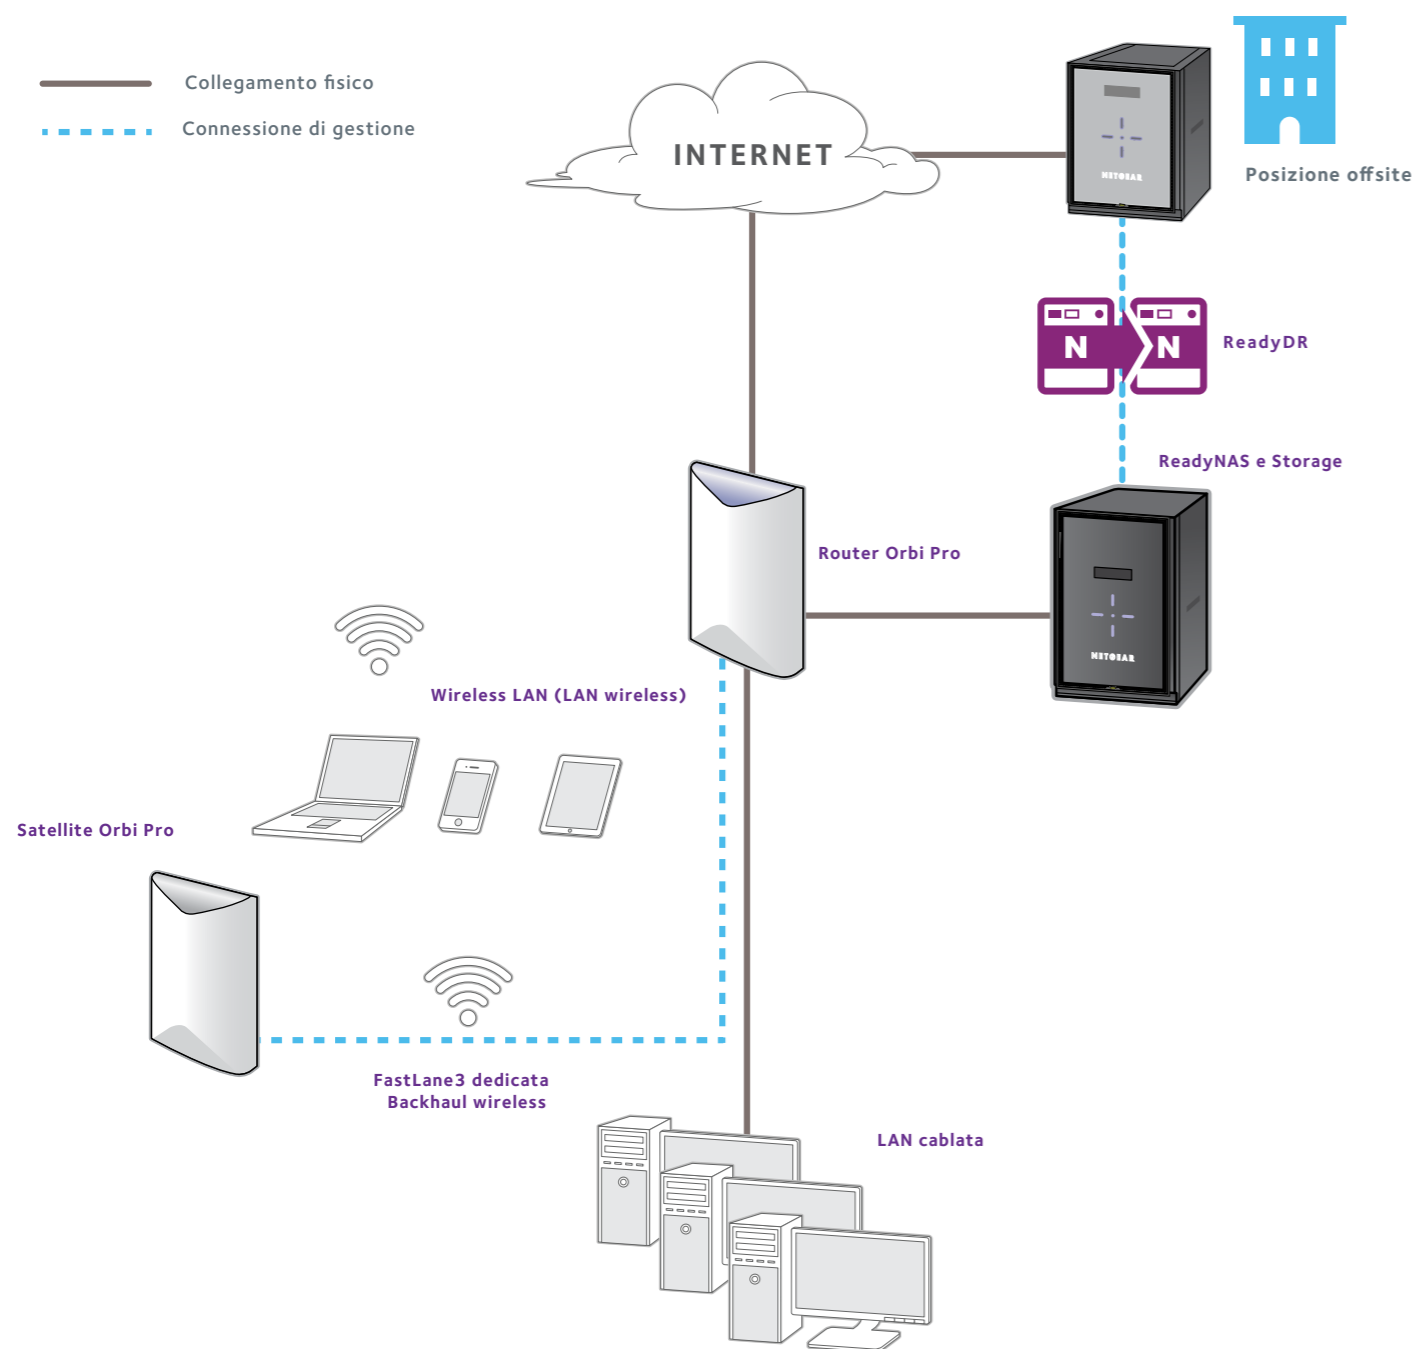 Collegamento fisico
Connessione di gestione
INTERNET
NETGEAR
Posizione offsite
N N
ReadyDR
ReadyNAS e Storage
Router Orbi Pro
NETGEAR
Wireless LAN (LAN wireless)
Satellite Orbi Pro
FastLane3 dedicata
Backhaul wireless
LAN cablata